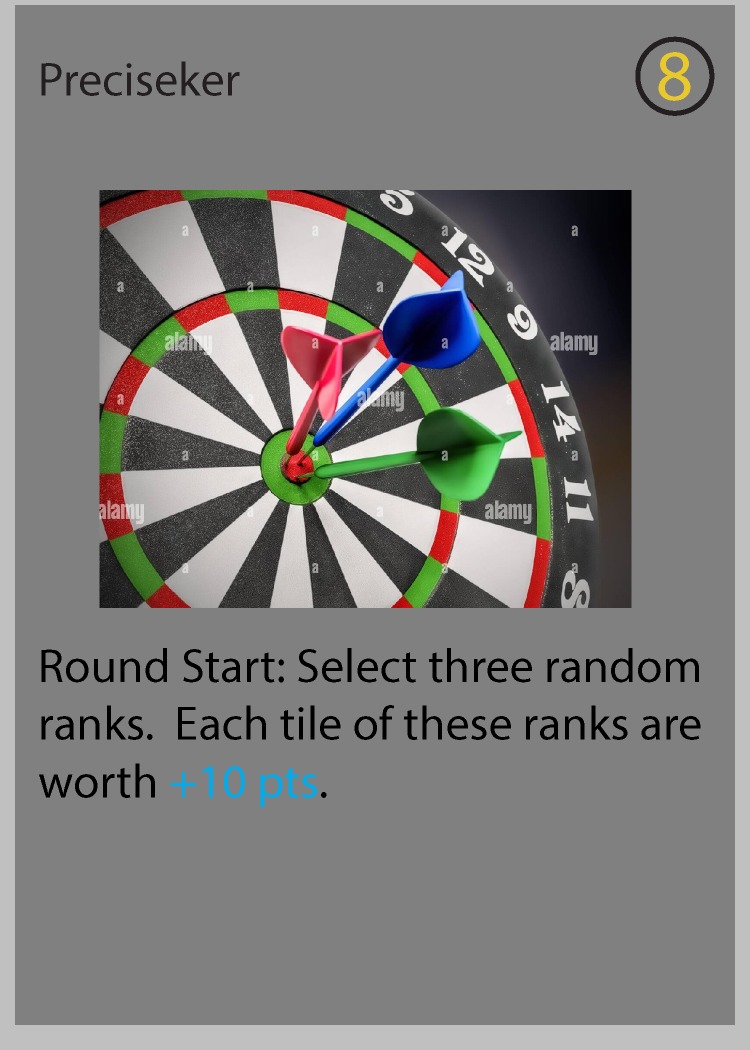 Preciseker
8
5
12
9
14
11
8
alamy
alamy
alamy
alamy
alamy
Round Start: Select three random
ranks.  Each tile of these ranks are
worth +10 pts.